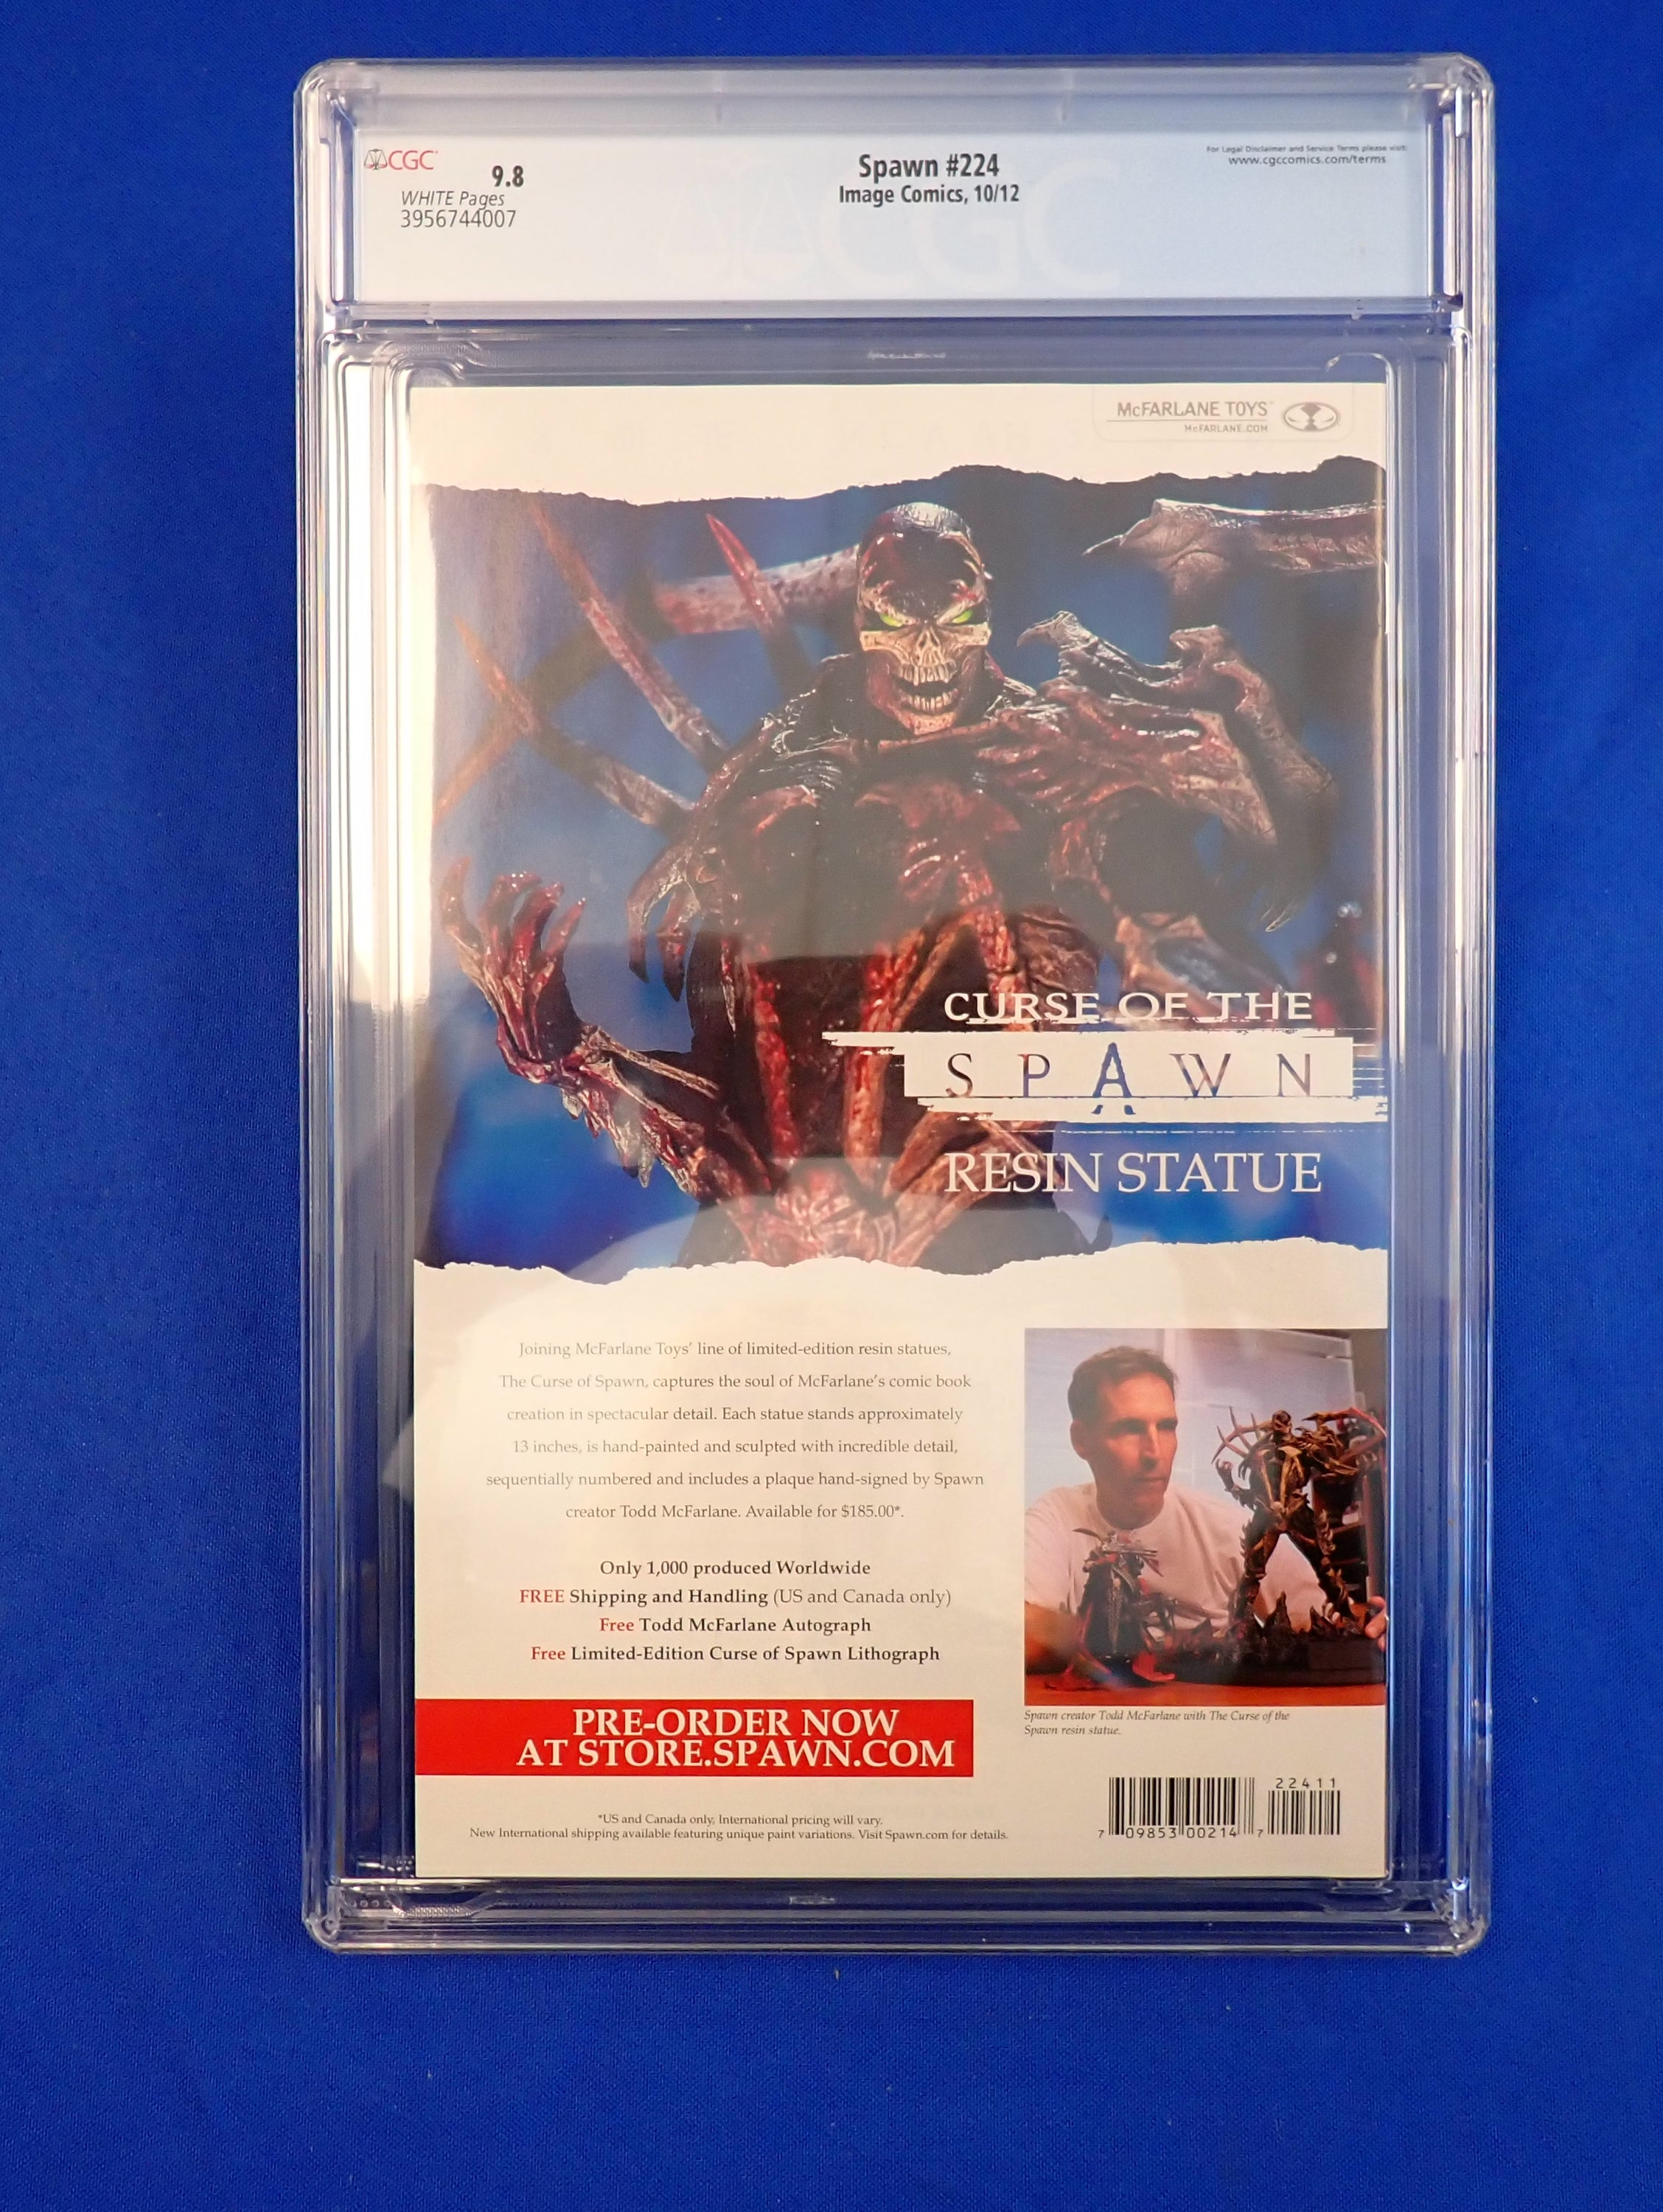 CGC
9.8
WHITE Pages
3956744007
Spawn #224
Image Comics, 10/12
For Legal Disclaimer and Service Terms please visit:
www.cgccomics.com/terms
CGC
McFARLANE TOYS™
McFARLANE.COM
CURSE OF THE
SPAWN
RESIN STATUE
Joining McFarlane Toys' line of limited-edition resin statues,
The Curse of Spawn, captures the soul of McFarlane's comic book
creation in spectacular detail. Each statue stands approximately
13 inches, is hand-painted and sculpted with incredible detail,
sequentially numbered and includes a plaque hand-signed by Spawn
creator Todd McFarlane. Available for $185.00*.
Only 1,000 produced Worldwide
FREE Shipping and Handling (US and Canada only)
Free Todd McFarlane Autograph
Free Limited-Edition Curse of Spawn Lithograph
PRE-ORDER NOW
AT STORE.SPAWN.COM
Spawn creator Todd McFarlane with The Curse of the
Spawn resin statue.
*US and Canada only, International pricing will vary.
New International shipping available featuring unique paint variations. Visit Spawn.com for details.
22411
7 09853 00214 7